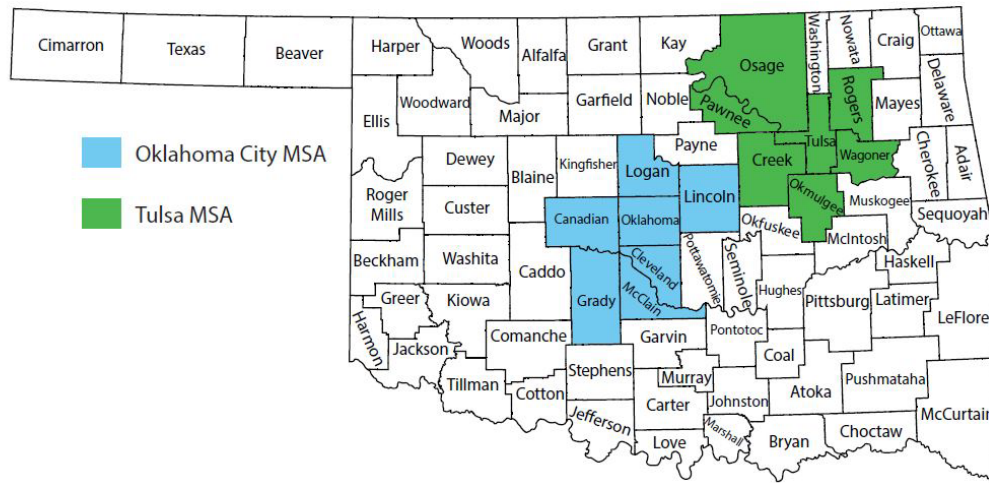 Cimarron
Texas
Beaver
Harper
Woods
Alfalfa
Grant
Kay
Osage
Washington
Nowata
Craig
Ottawa
Ellis
Woodward
Major
Garfield
Noble
Pawnee
Rogers
Mayes
Delaware
Oklahoma City MSA
Tulsa MSA
Roger
Mills
Dewey
Custer
Blaine
Kingfisher
Logan
Payne
Lincoln
Creek
Tulsa
Wagoner
Cherokee
Adair
Canadian
Oklahoma
Okfuskee
Okmulgee
Muskogee
Sequoyah
McIntosh
Beckham
Washita
Caddo
Grady
Cleveland
McClain
Pottawatomie
Seminole
Hughes
Pittsburg
Haskell
Latimer
LeFlore
Greer
Harmon
Kiowa
Jackson
Comanche
Tillman
Cotton
Stephens
Garvin
Pontotoc
Coal
Murray
Johnston
Atoka
Pushmataha
McCurtain
Jefferson
Carter
Love
Marshall
Bryan
Choctaw